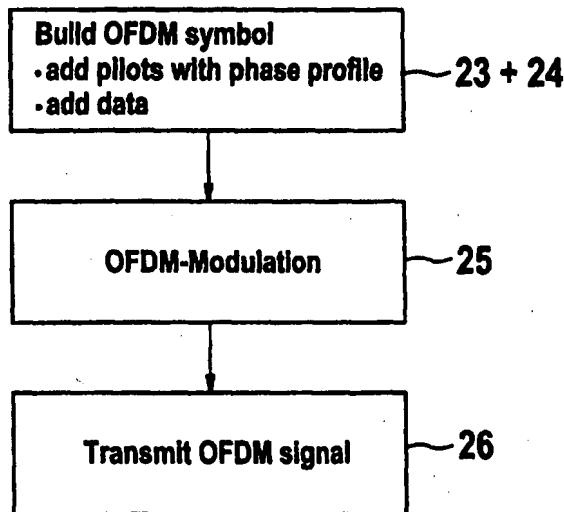 Build OFDM symbol
•add pilots with phase profile
•add data
23 + 24
OFDM-Modulation
25
Transmit OFDM signal
26